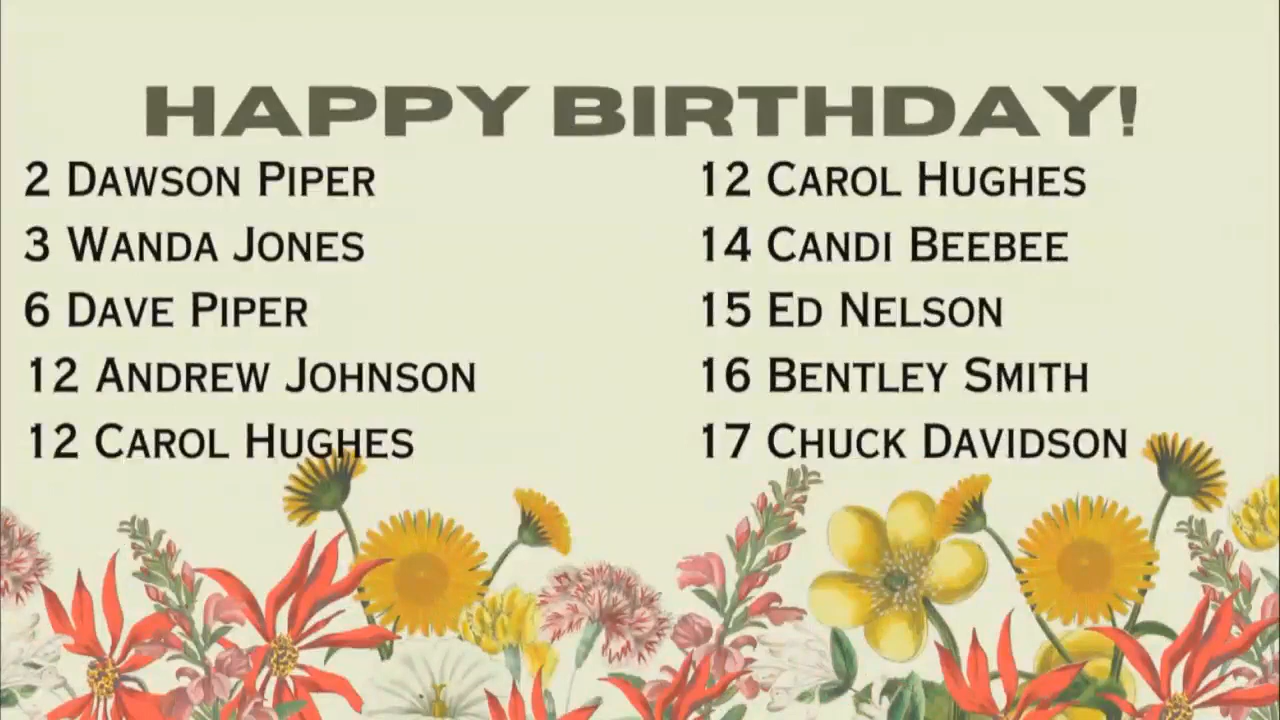 HAPPY BIRTHDAY!
2 DAWSON PIPER
3 WANDA JONES
6 DAVE PIPER
12 ANDREW JOHNSON
12 CAROL HUGHES
12 CAROL HUGHES
14 CANDI BEEBEE
15 ED NELSON
16 BENTLEY SMITH
17 CHUCK DAVIDSON